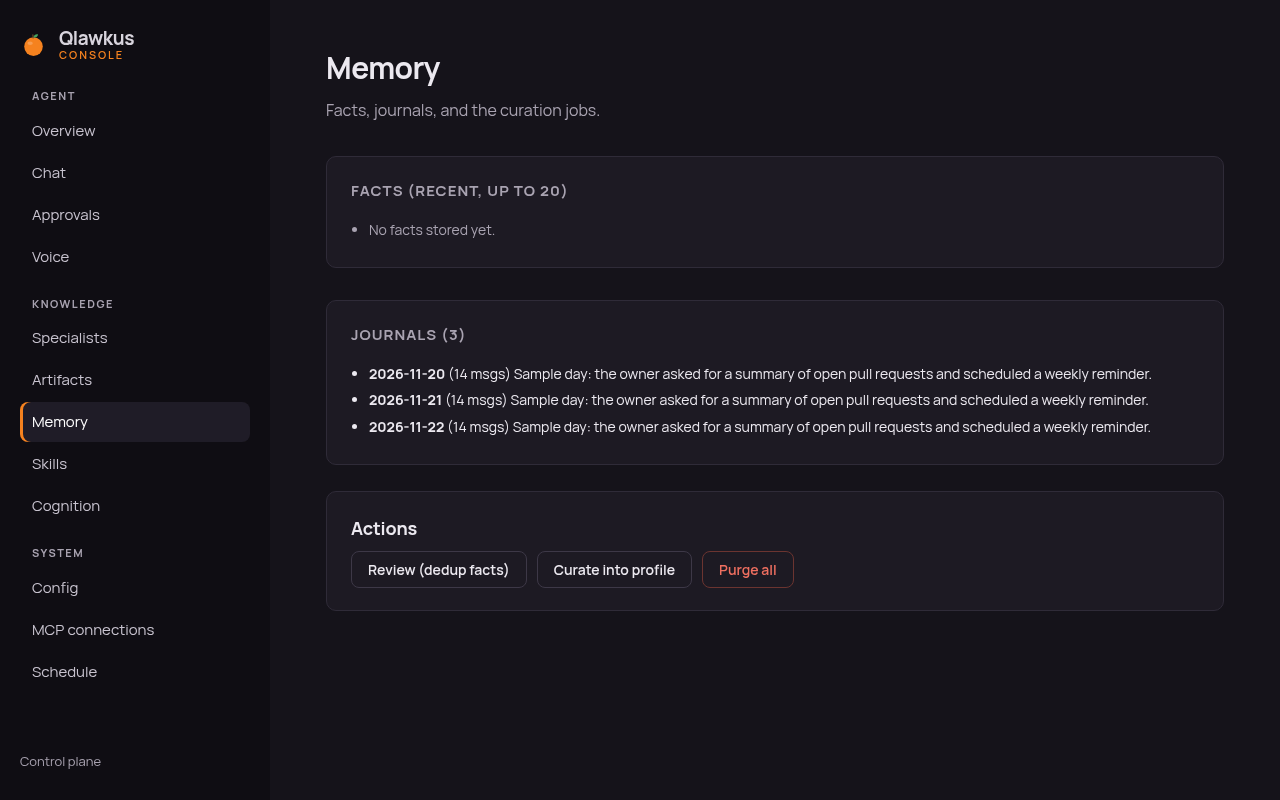 Qlawkus
CONSOLE
AGENT
Overview
Chat
Approvals
Voice
KNOWLEDGE
Specialists
Artifacts
Memory
Skills
Cognition
SYSTEM
Config
MCP connections
Schedule
Control plane
Memory
Facts, journals, and the curation jobs.
FACTS (RECENT, UP TO 20)
No facts stored yet.
JOURNALS (3)
2026-11-20 (14 msgs) Sample day: the owner asked for a summary of open pull requests and scheduled a weekly reminder.
2026-11-21 (14 msgs) Sample day: the owner asked for a summary of open pull requests and scheduled a weekly reminder.
2026-11-22 (14 msgs) Sample day: the owner asked for a summary of open pull requests and scheduled a weekly reminder.
Actions
Review (dedup facts)
Curate into profile
Purge all